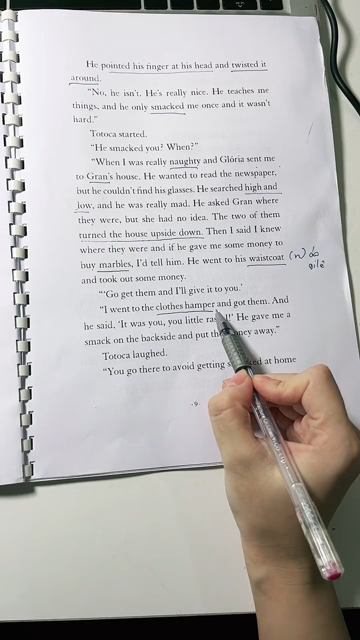 He pointed his finger at his head and twisted it
around.
"No, he isn't. He's really nice. He teaches me
things, and he only smacked me once and it wasn't
hard."
Totoca started.
"He smacked you? When?"
"When I was really naughty and Glória sent me
to Gran's house. He wanted to read the newspaper,
but he couldn't find his glasses. He searched high and
low, and he was really mad. He asked Gran where
they were, but she had no idea. The two of them
turned the house upside down. Then I said I knew
where they were and if he gave me some money to
buy marbles, I'd tell him. He went to his waistcoat (n) áo
gilê
and took out some money.
"'Go get them and I'll give it to you.'
"I went to the clothes hamper and got them. And
he said, 'It was you, you little !' He gave me a
smack on the backside and put the away."
Totoca laughed.
"You go there to avoid getting at home
-9-